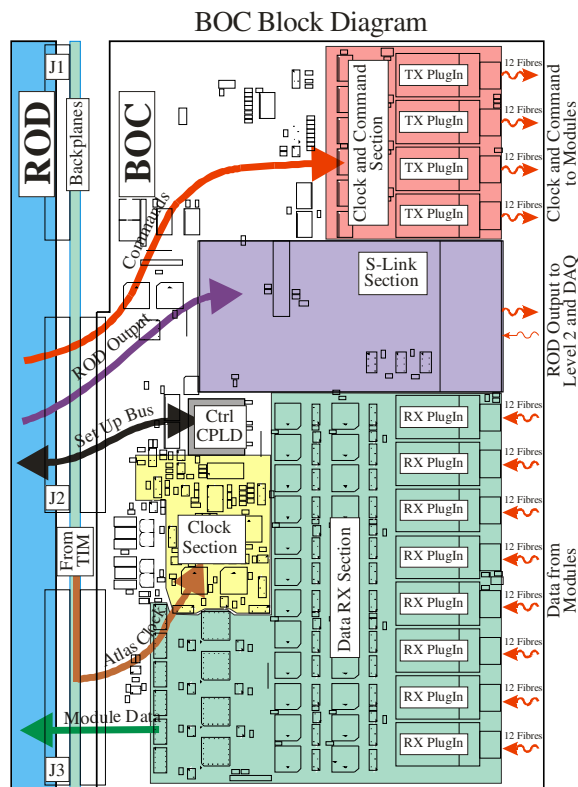 BOC Block Diagram
J1
ROD
Backplanes
BOC
Commands
Clock and Command
Section
TX PlugIn
12 Fibres
TX PlugIn
12 Fibres
TX PlugIn
12 Fibres
TX PlugIn
12 Fibres
Clock and Command
to Modules
S-Link
Section
ROD Output
ROD Output to
Level 2 and DAQ
Set Up Bus
Ctrl
CPLD
J2
From
TIM
Clock
Section
Atlas Clock
Data RX Section
RX PlugIn
12 Fibres
RX PlugIn
12 Fibres
RX PlugIn
12 Fibres
RX PlugIn
12 Fibres
RX PlugIn
12 Fibres
RX PlugIn
12 Fibres
RX PlugIn
12 Fibres
RX PlugIn
12 Fibres
Data from
Modules
Module Data
J3